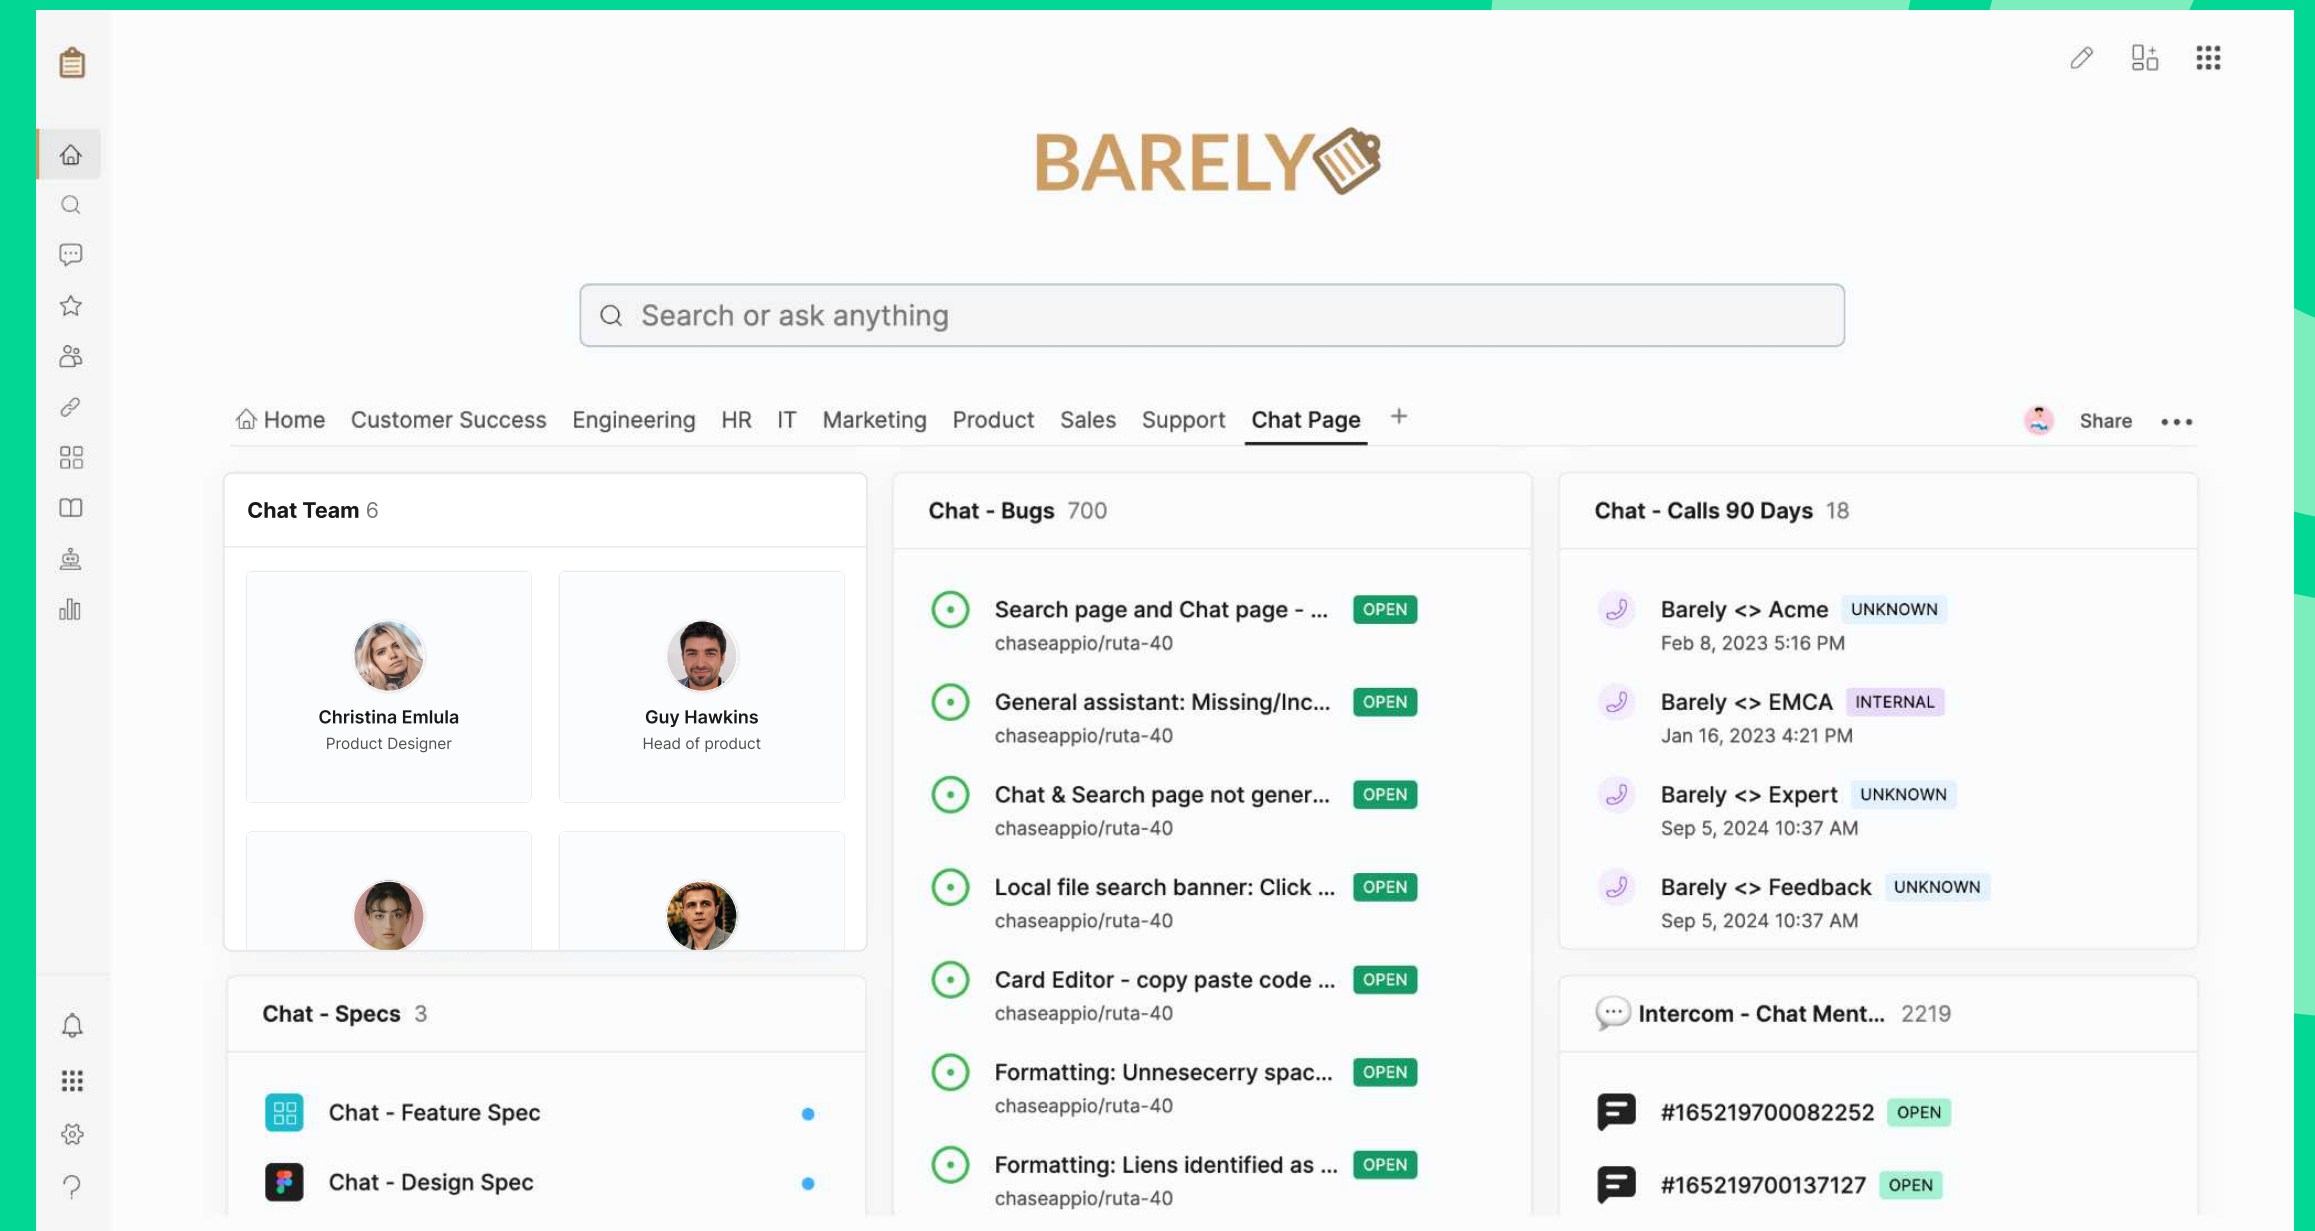 BARELY
Search or ask anything
Home Customer Success Engineering HR IT Marketing Product Sales Support Chat Page + Share
Chat Team 6
Christina Emlula
Product Designer
Guy Hawkins
Head of product
Chat - Specs 3
Chat - Feature Spec
Chat - Design Spec
Chat - Bugs 700
Search page and Chat page - ... OPEN
chaseappio/ruta-40
General assistant: Missing/Inc... OPEN
chaseappio/ruta-40
Chat & Search page not gener... OPEN
chaseappio/ruta-40
Local file search banner: Click ... OPEN
chaseappio/ruta-40
Card Editor - copy paste code ... OPEN
chaseappio/ruta-40
Formatting: Unnesecerry spac... OPEN
chaseappio/ruta-40
Formatting: Liens identified as ... OPEN
chaseappio/ruta-40
Chat - Calls 90 Days 18
Barely <> Acme UNKNOWN
Feb 8, 2023 5:16 PM
Barely <> EMCA INTERNAL
Jan 16, 2023 4:21 PM
Barely <> Expert UNKNOWN
Sep 5, 2024 10:37 AM
Barely <> Feedback UNKNOWN
Sep 5, 2024 10:37 AM
Intercom - Chat Ment... 2219
#165219700082252 OPEN
#165219700137127 OPEN